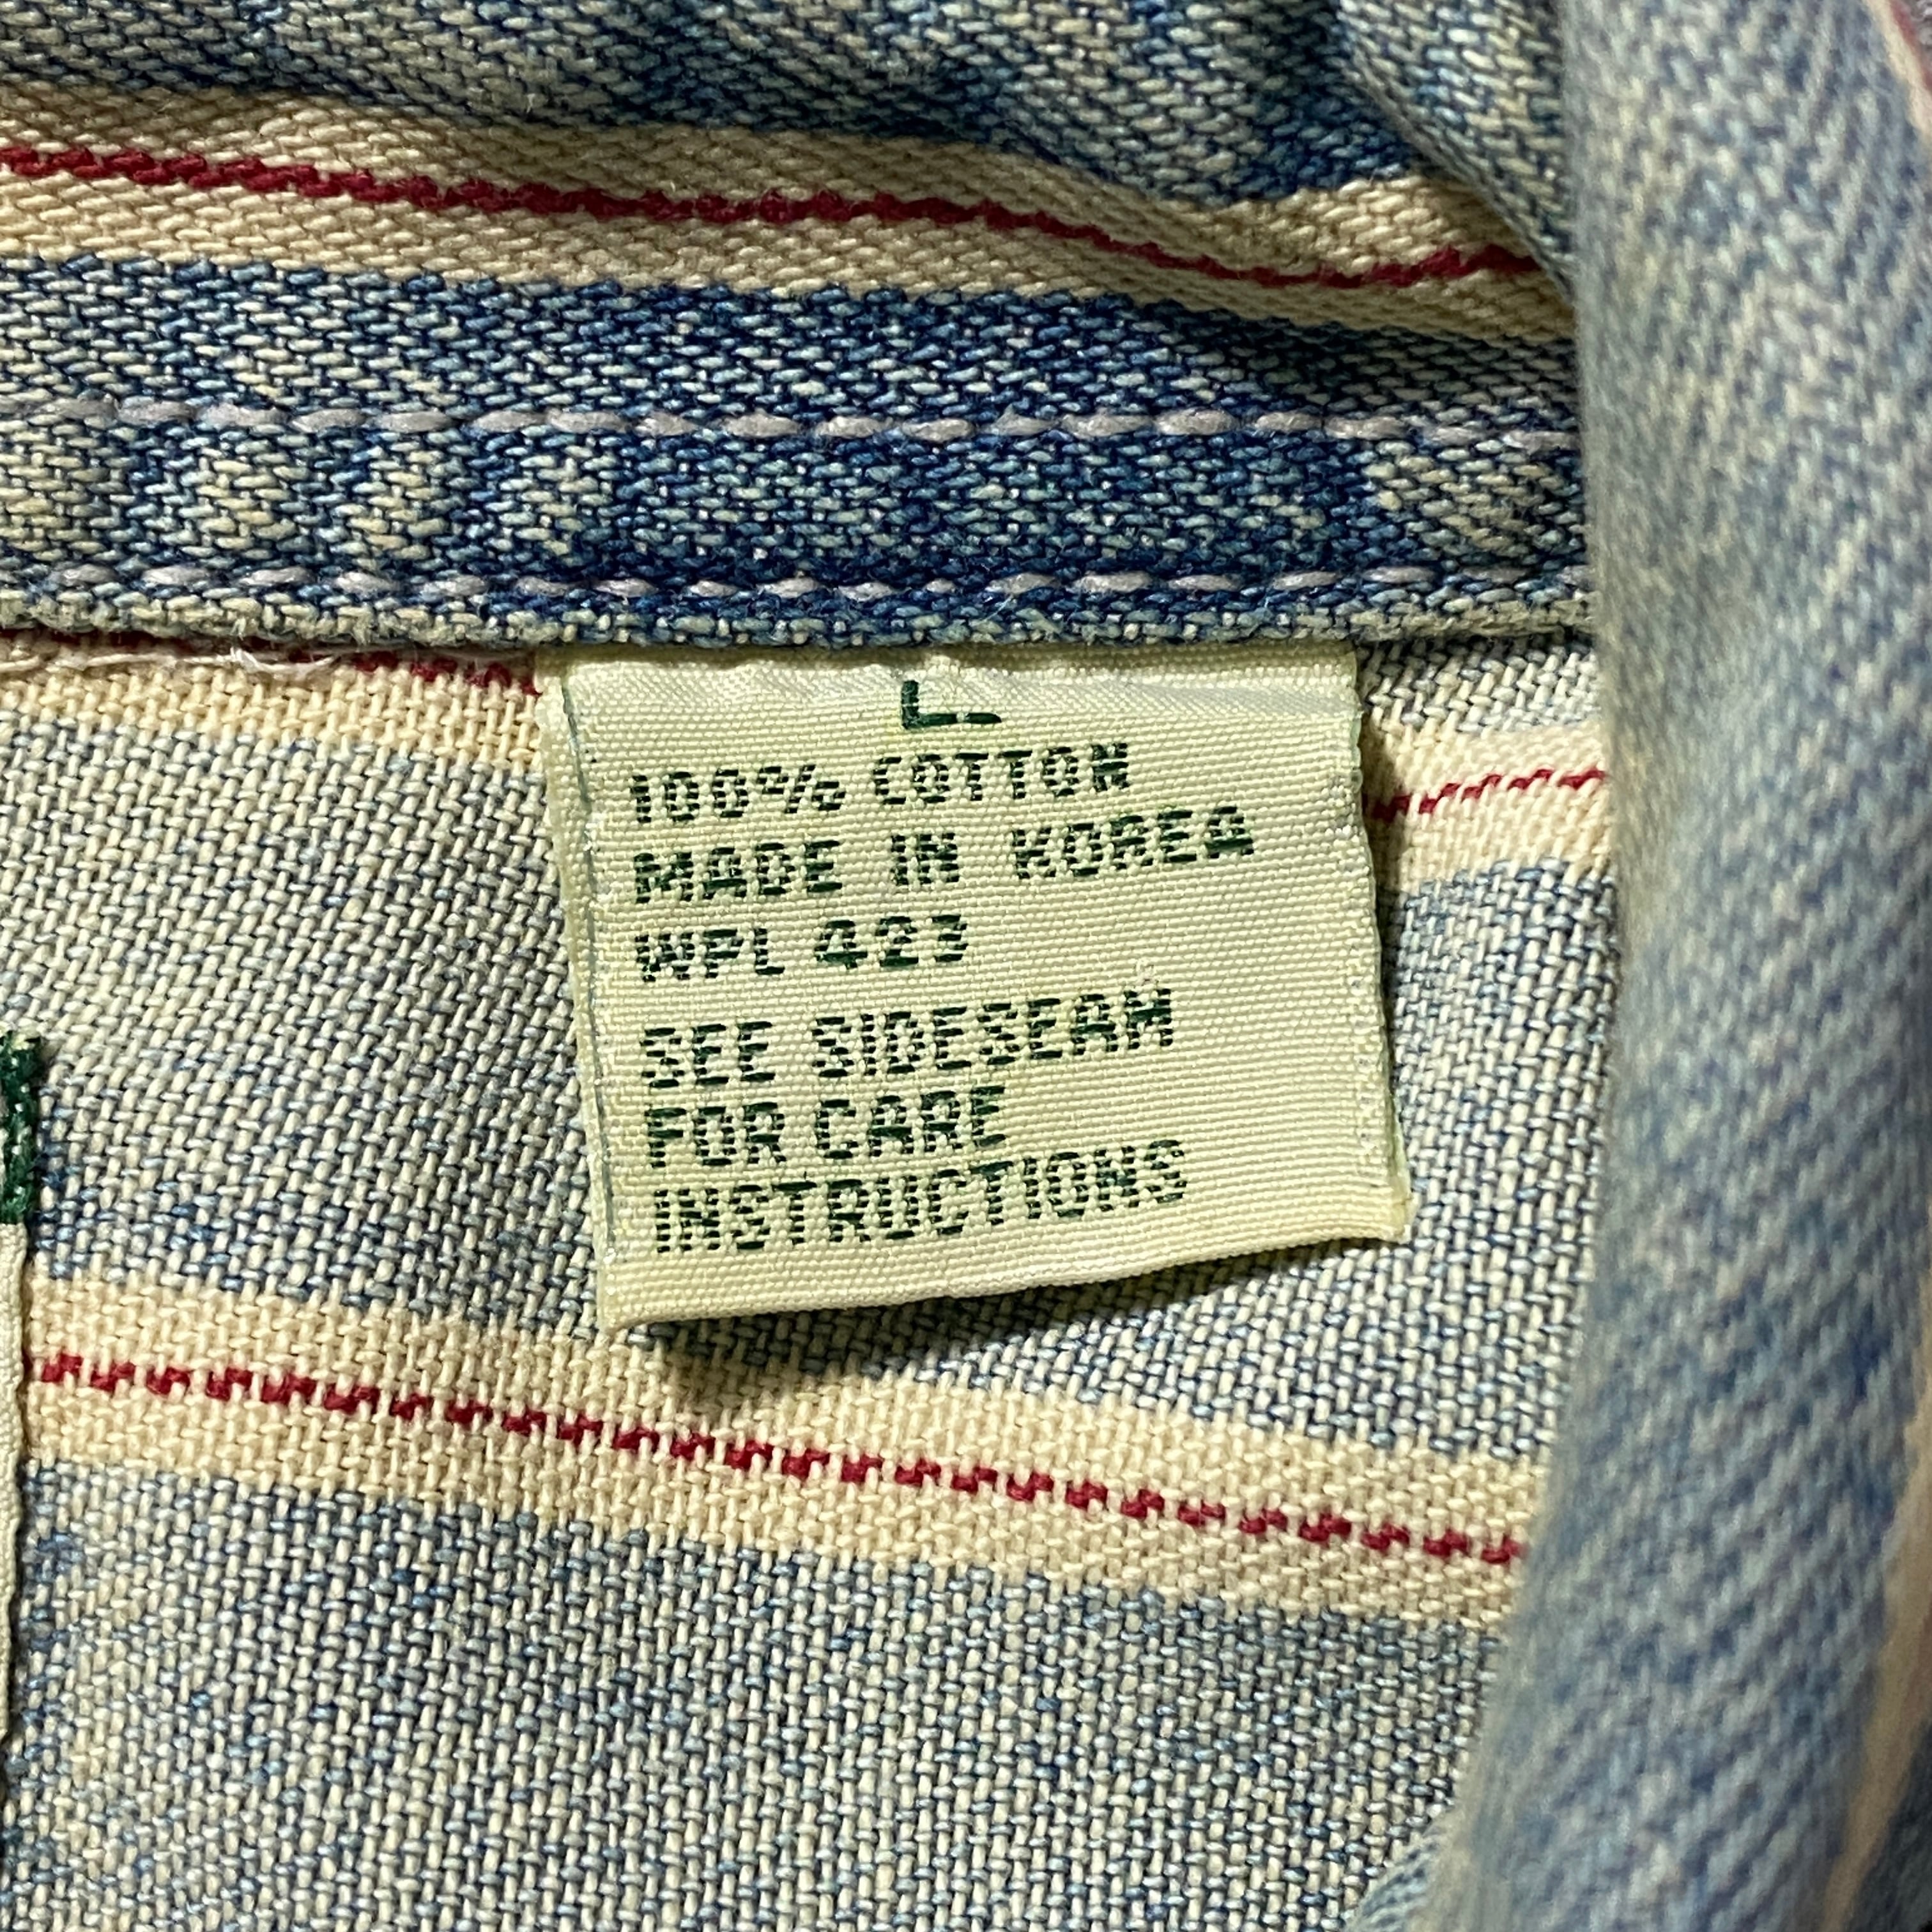 L
100% COTTON
MADE IN KOREA
WPL 423
SEE SIDESEAM
FOR CARE
INSTRUCTIONS